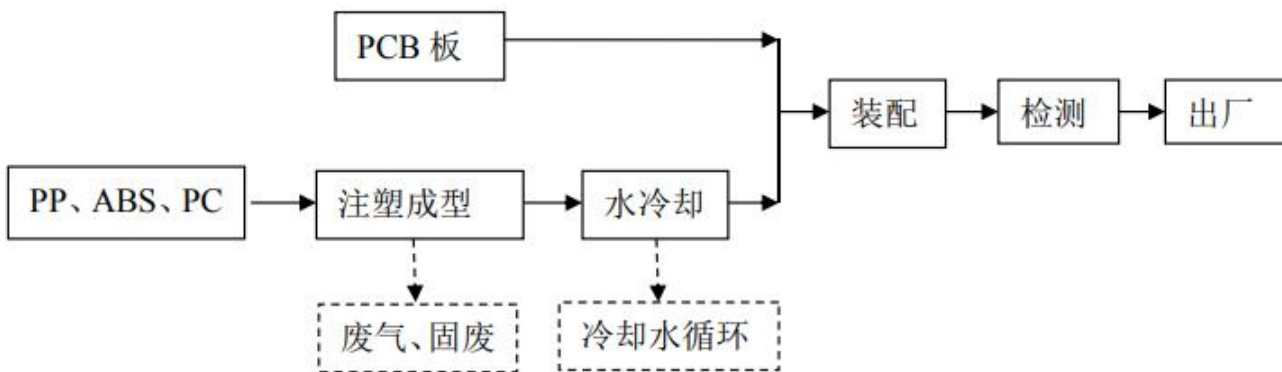 PCB 板
装配
检测
出厂
PP、ABS、PC
注塑成型
水冷却
废气、固废
冷却水循环